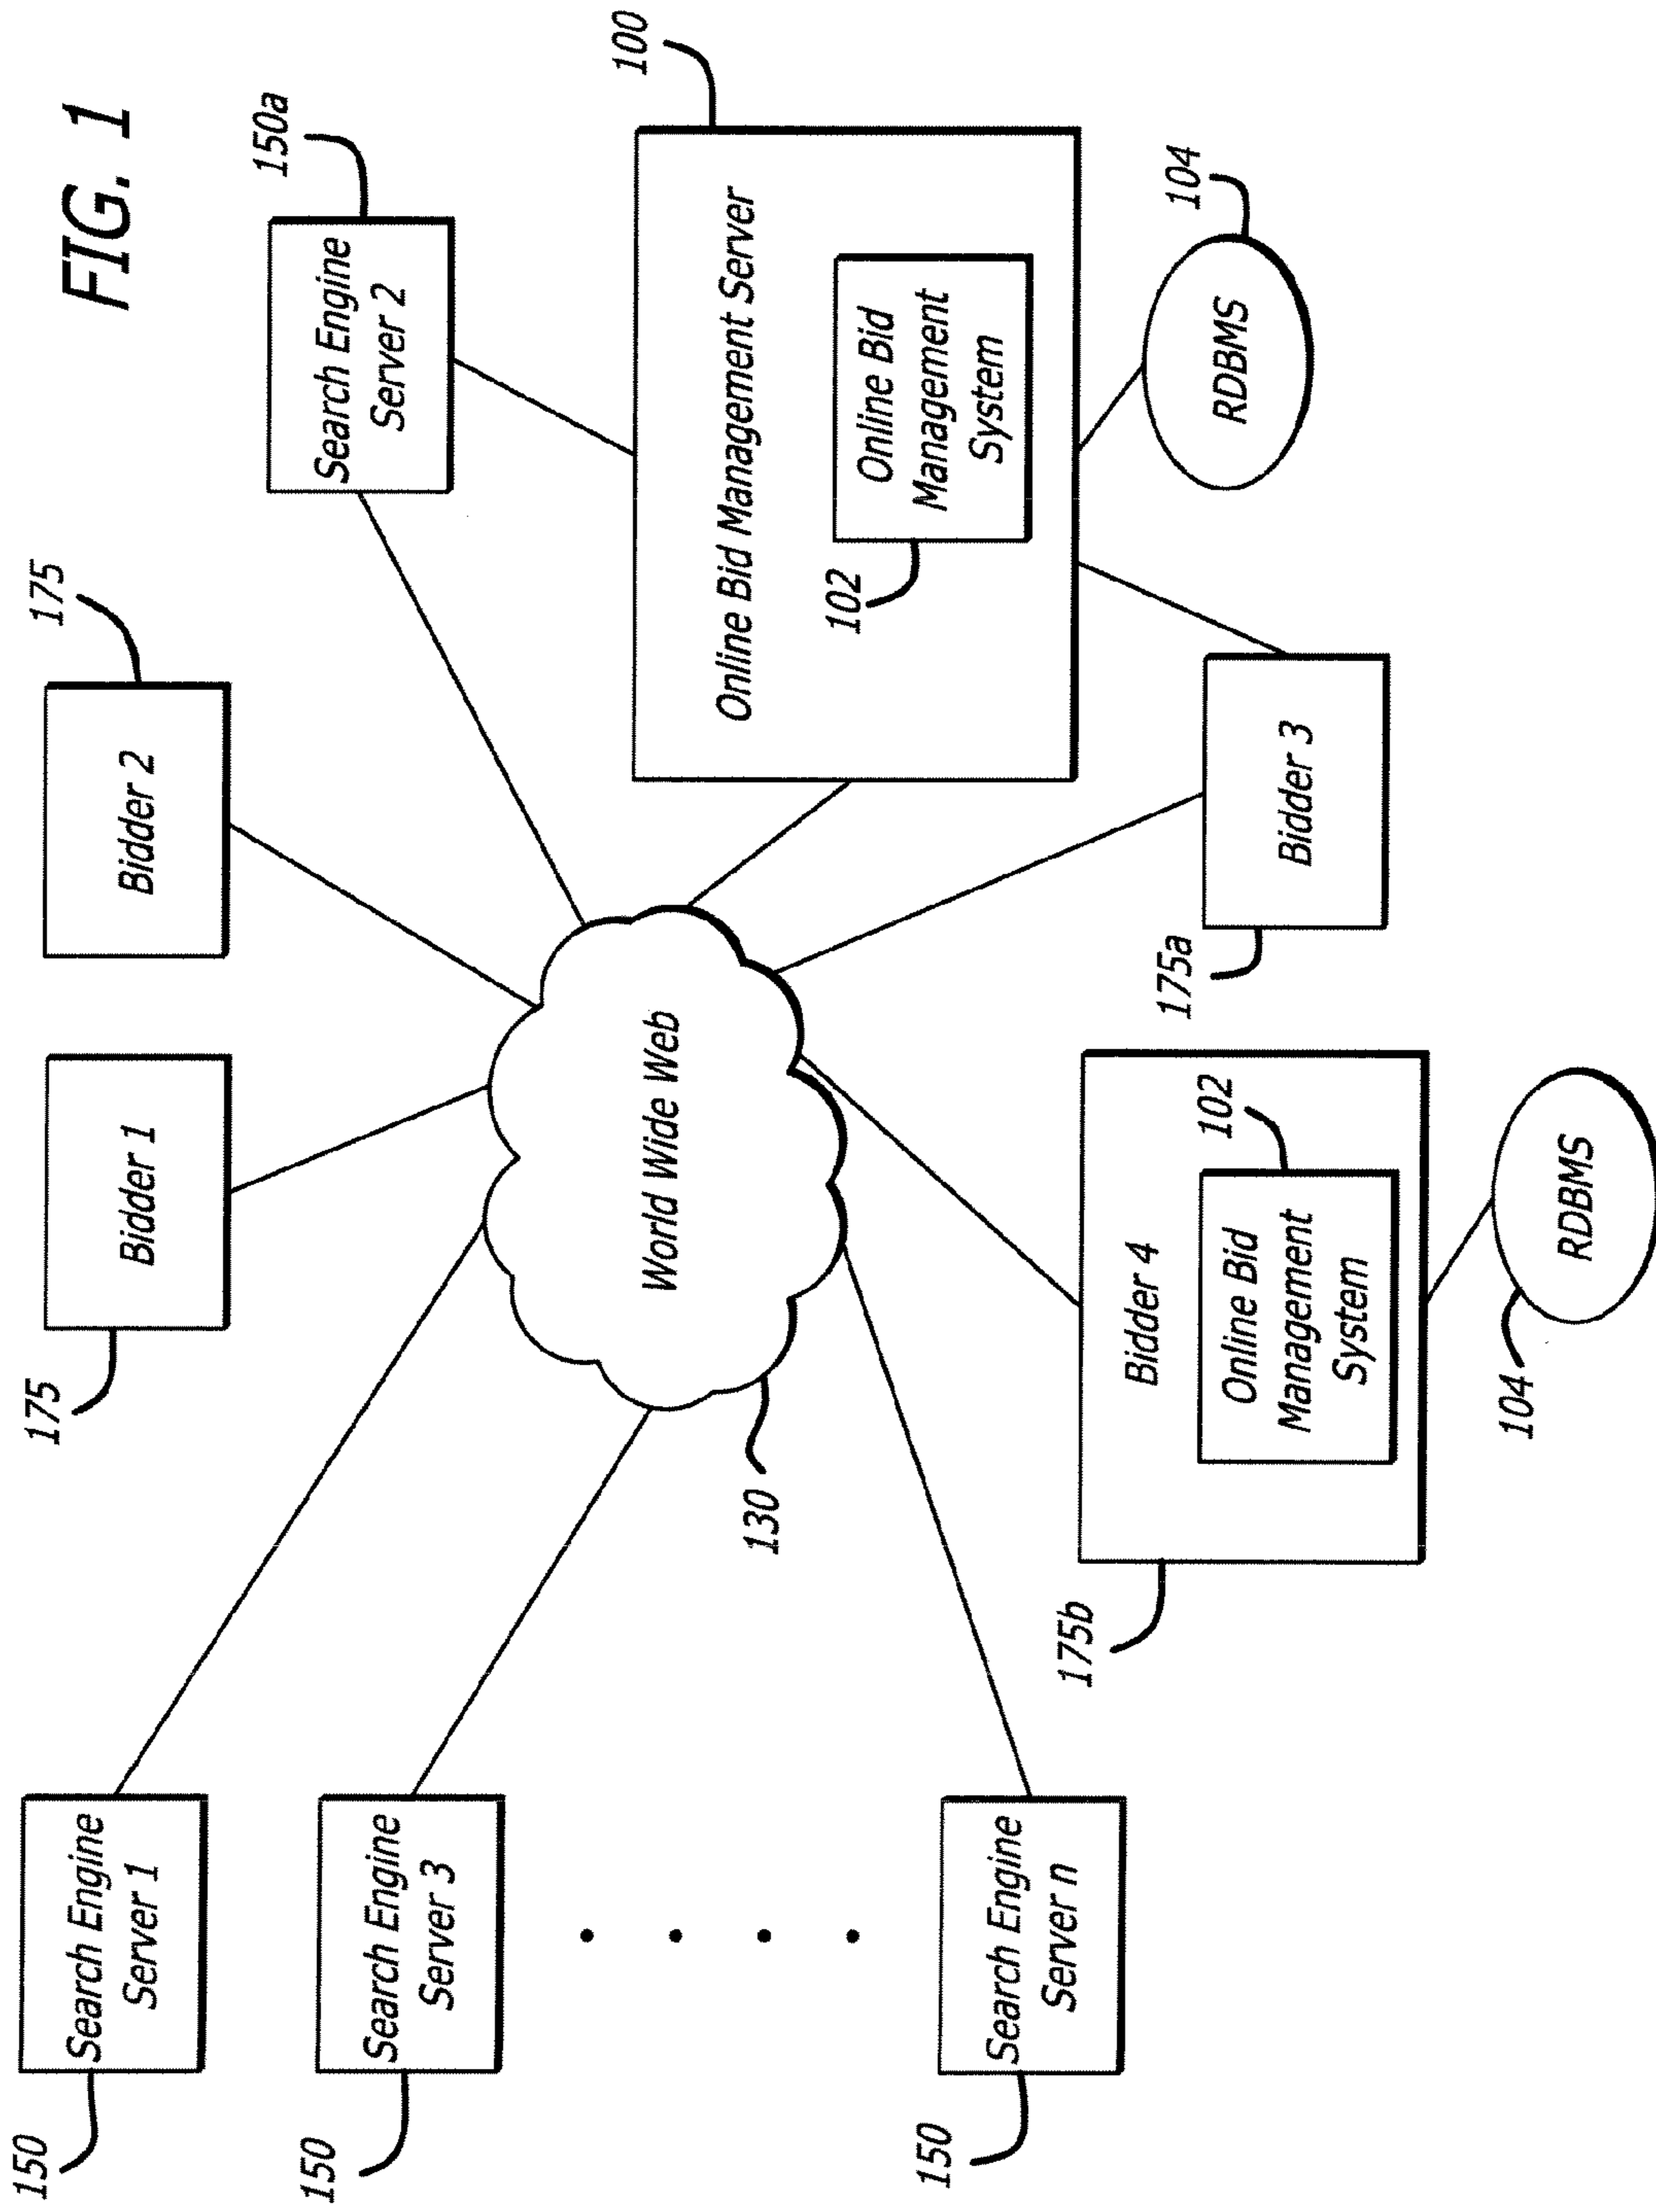 FIG. 1
150
Search Engine
Server 1
175
Bidder 1
Bidder 2
175
Search Engine
Server 2
150a
150
Search Engine
Server 3
130
World Wide Web
100
Online Bid Management Server
102
Online Bid
Management
System
104
RDBMS
150
Search Engine
Server n
175b
Bidder 4
102
Online Bid
Management
System
104
RDBMS
175a
Bidder 3